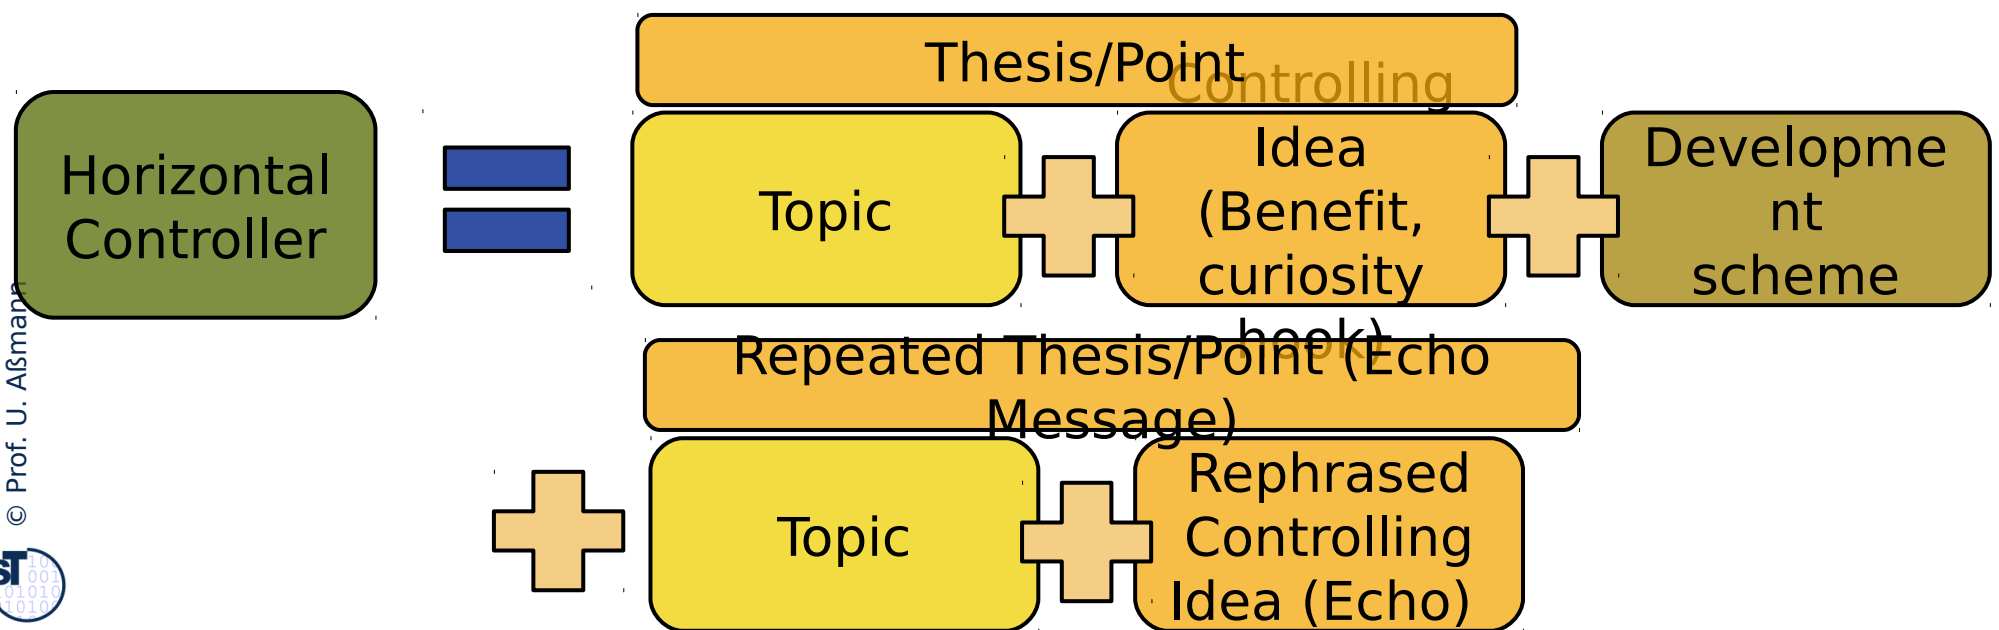 Thesis/Point
Horizontal
Controller
Topic
Controlling
Idea
(Benefit,
curiosity
hook)
Developme
nt
scheme
Repeated Thesis/Point (Echo
Message)
Topic
Rephrased
Controlling
Idea (Echo)
© Prof. U. Aßmann
ST